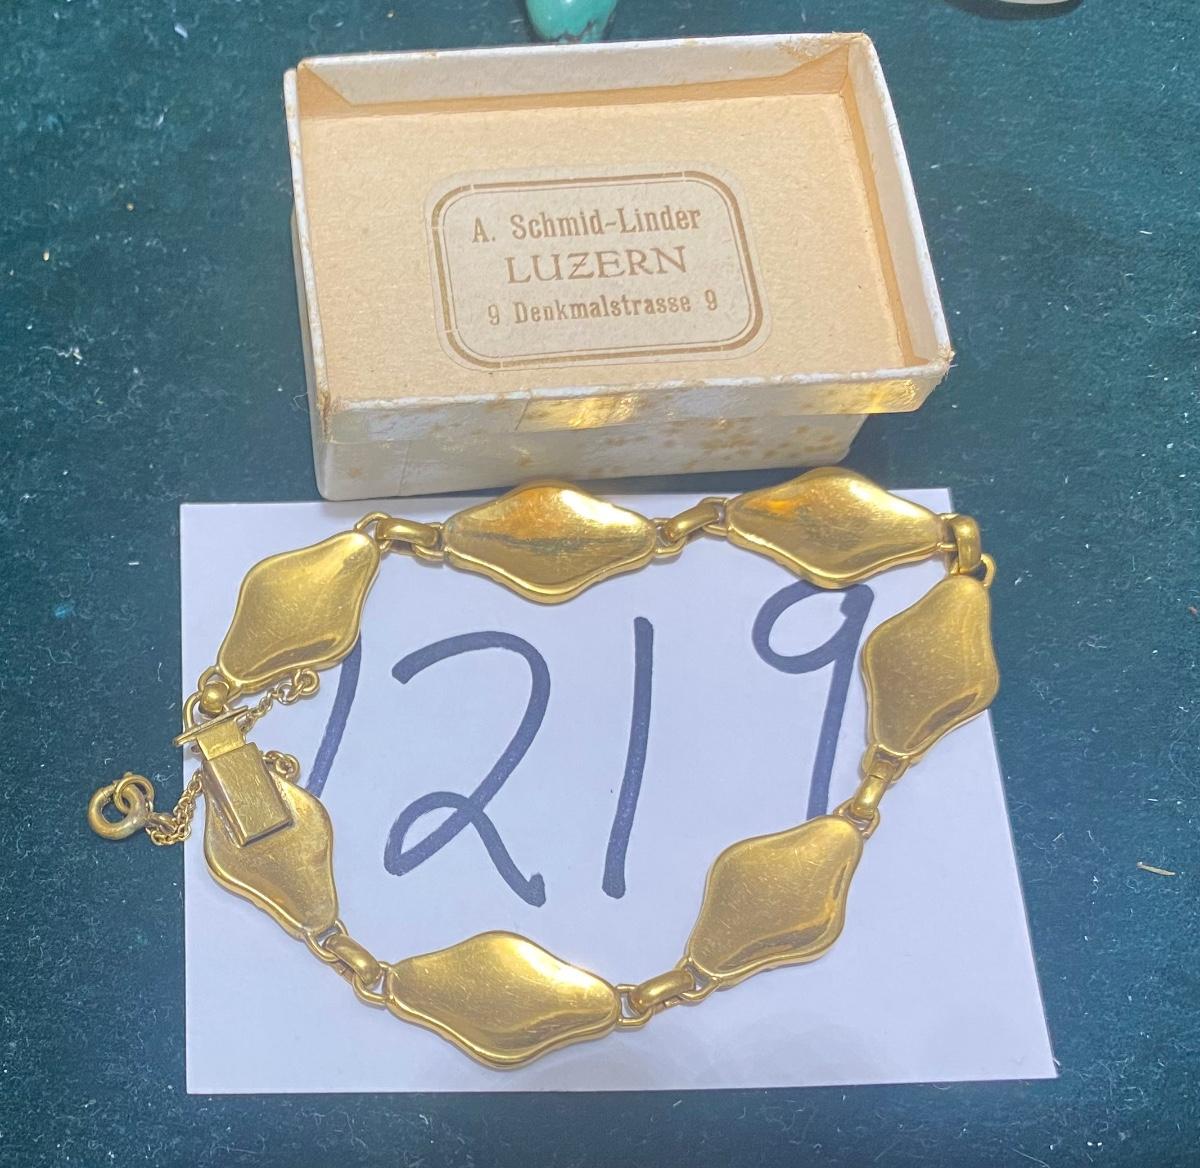 A. Schmid-Linder
LUZERN
9 Denkmalstrasse 9
1219